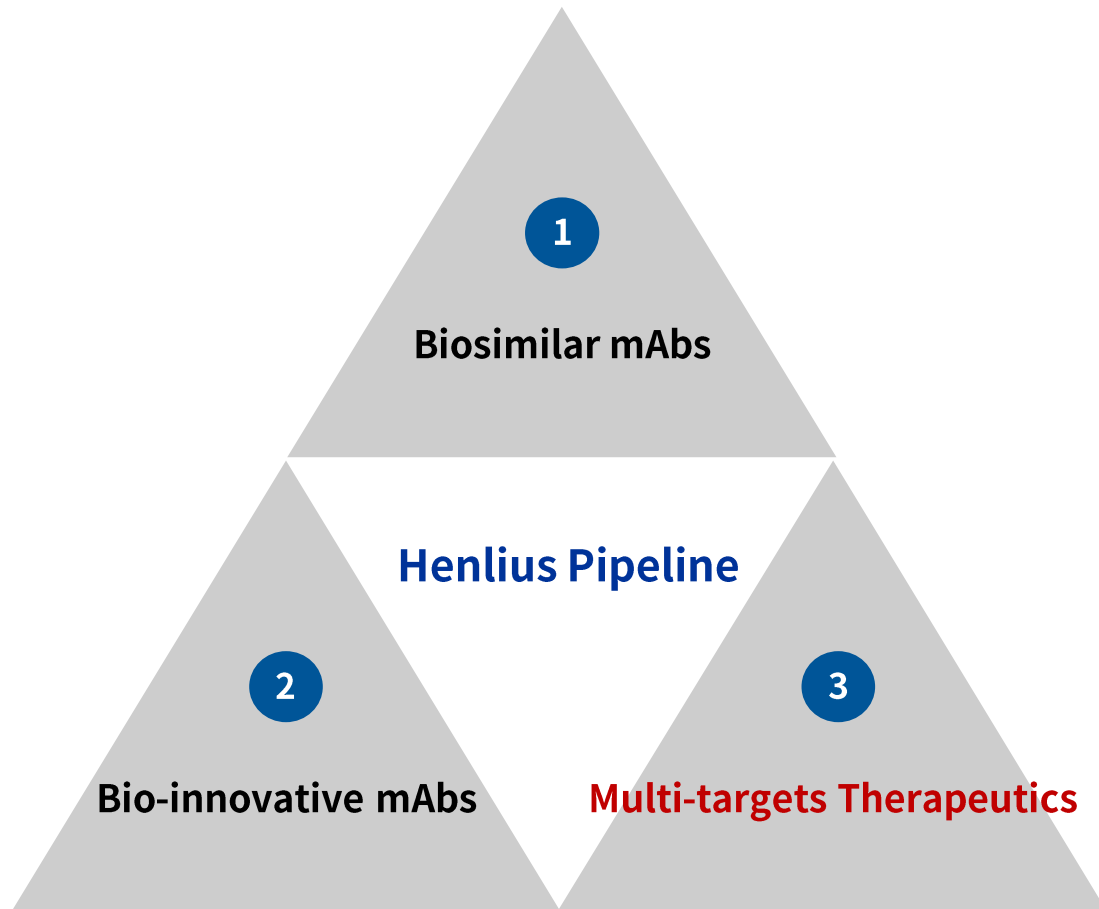 1
Biosimilar mAbs
Henlius Pipeline
2
3
Bio-innovative mAbs
Multi-targets Therapeutics